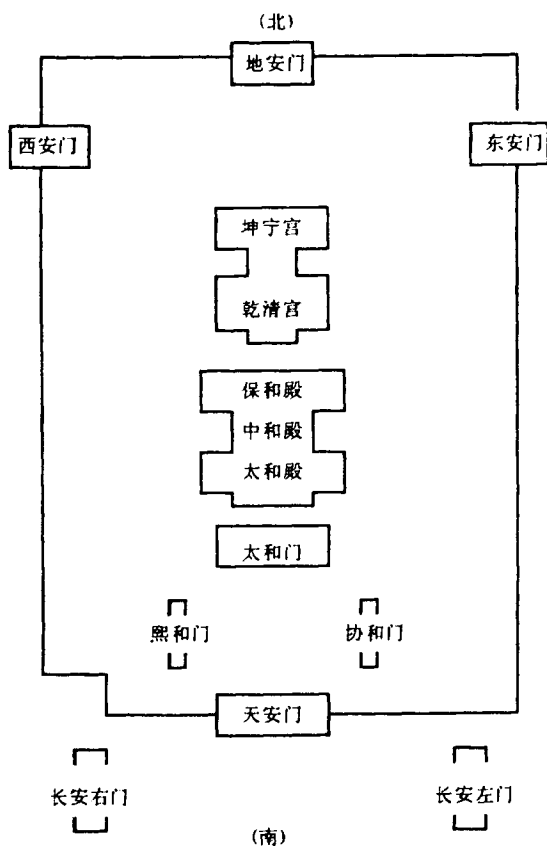 (北)
地安门
西安门
东安门
坤宁宫
乾清宫
保和殿
中和殿
太和殿
太和门
熙和门
协和门
天安门
长安右门
长安左门
(南)